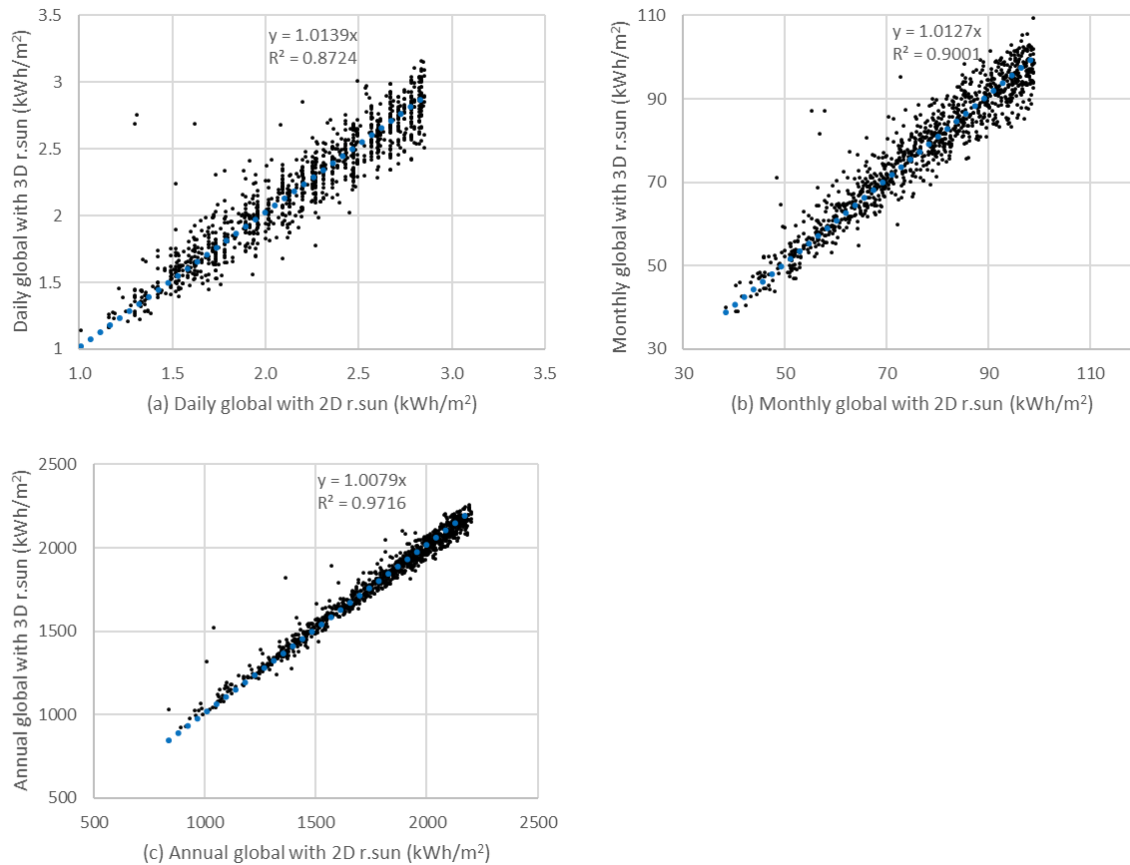 y = 1.0139x
R² = 0.8724
Daily global with 3D r.sun (kWh/m²)
3
2.5
2
1.5
1
1.0 1.5 2.0 2.5 3.0 3.5
(a) Daily global with 2D r.sun (kWh/m²)
y = 1.0127x
R² = 0.9001
Monthly global with 3D r.sun (kWh/m²)
110
90
70
50
30
30 50 70 90 110
(b) Monthly global with 2D r.sun (kWh/m²)
y = 1.0079x
R² = 0.9716
Annual global with 3D r.sun (kWh/m²)
2500
2000
1500
1000
500
500 1000 1500 2000 2500
(c) Annual global with 2D r.sun (kWh/m²)